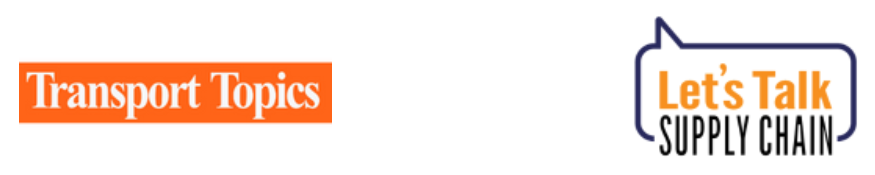 Transport Topics
Let's Talk
SUPPLY CHAIN